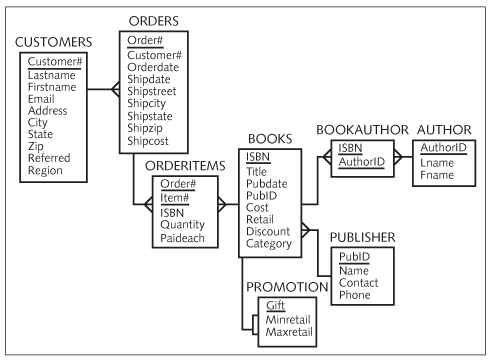 CUSTOMERS
Customer#
Lastname
Firstname
Email
Address
City
State
Zip
Referred
Region
ORDERS
Order#
Customer#
Orderdate
Shipdate
Shipstreet
Shipcity
Shipstate
Shipzip
Shipcost
ORDERITEMS
Order#
Item#
ISBN
Quantity
Paideach
BOOKS
ISBN
Title
Pubdate
PubID
Cost
Retail
Discount
Category
BOOKAUTHOR
ISBN
AuthorID
AUTHOR
AuthorID
Lname
Fname
PUBLISHER
PubID
Name
Contact
Phone
PROMOTION
Gift
Minretail
Maxretail